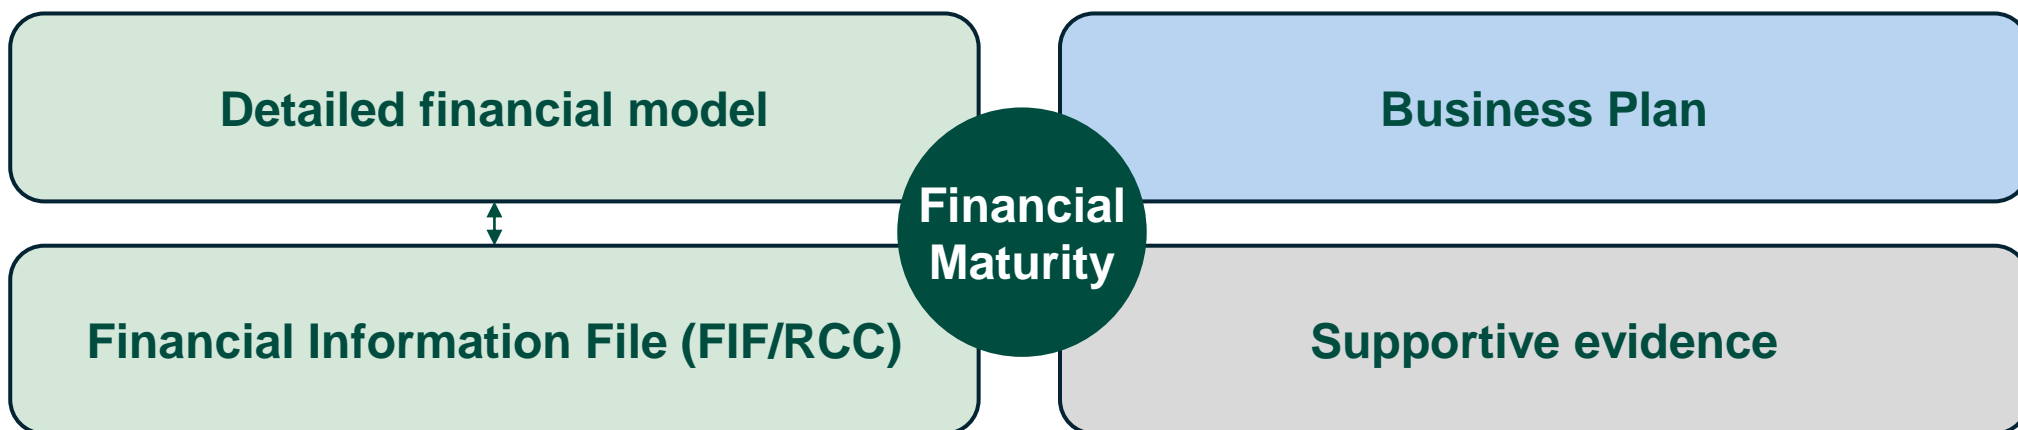 Detailed financial model
Business Plan
Financial
Maturity
Financial Information File (FIF/RCC)
Supportive evidence